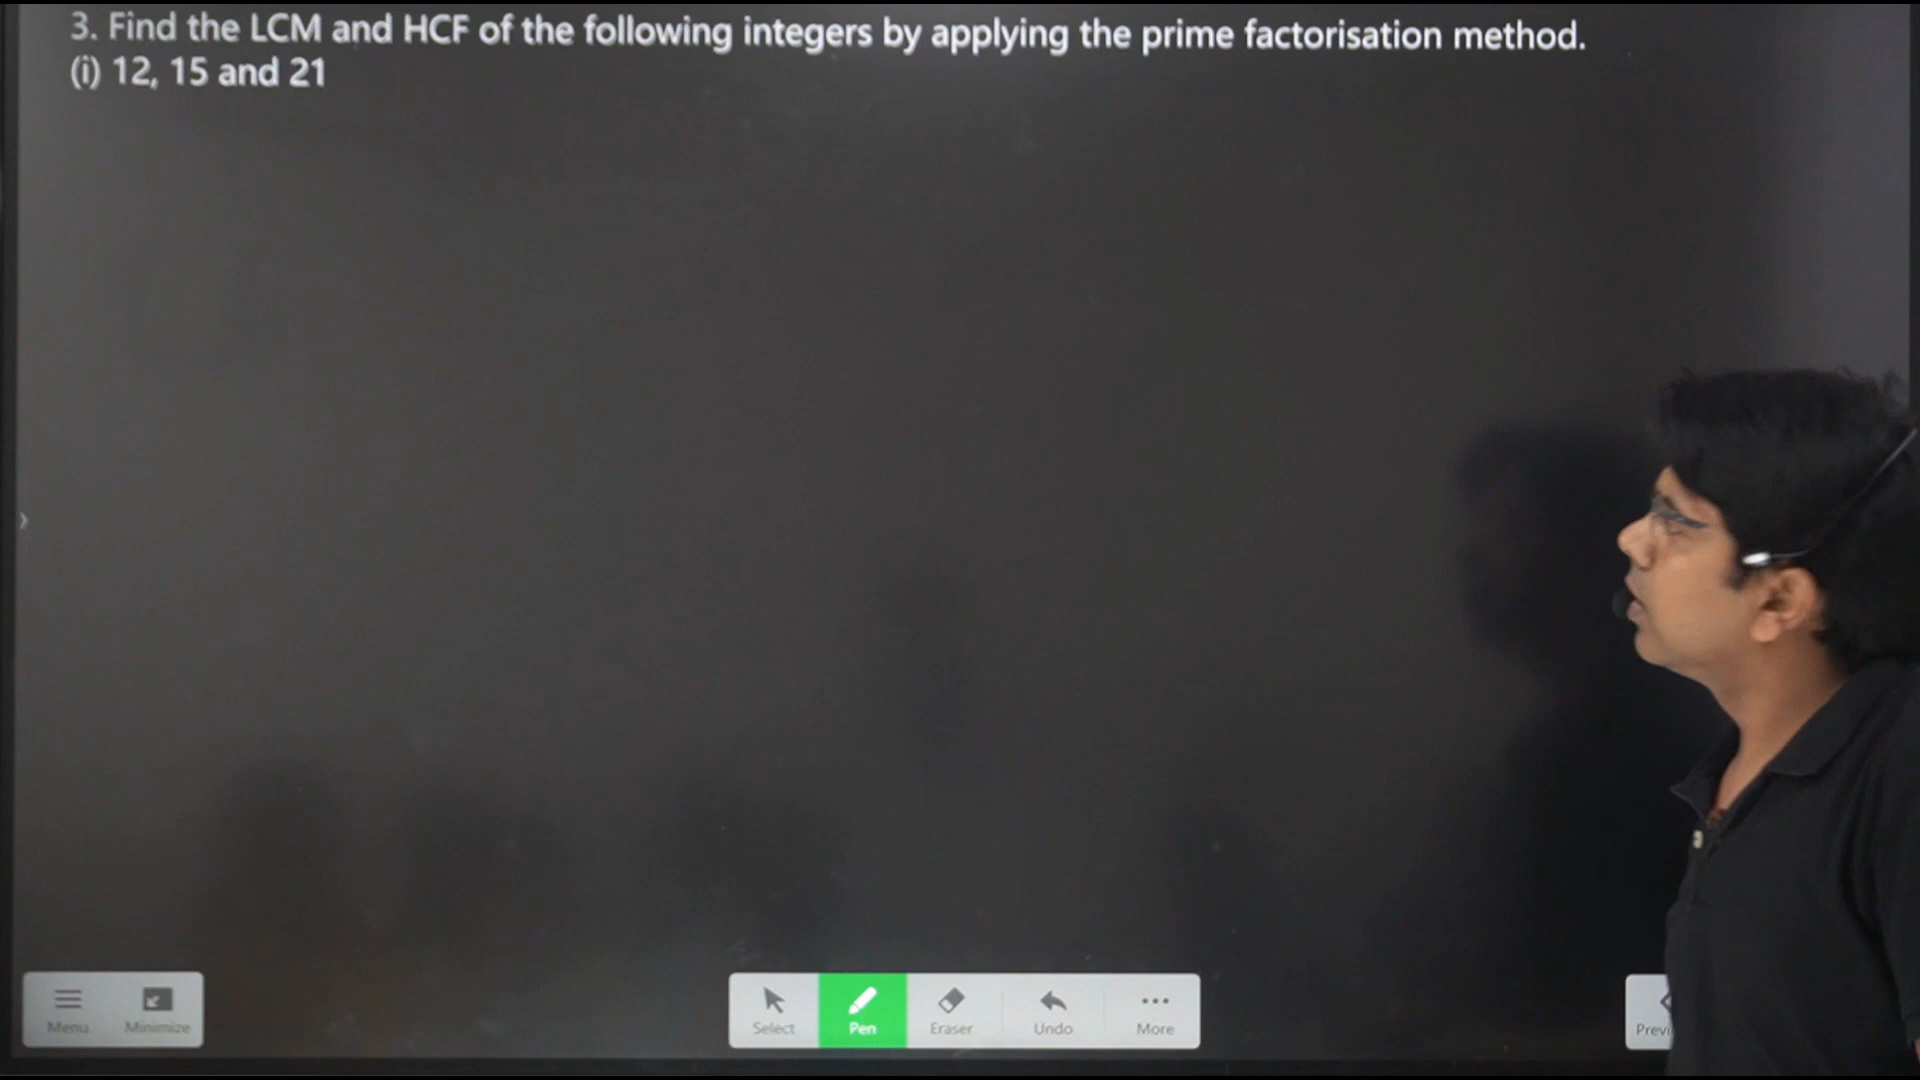 3. Find the LCM and HCF of the following integers by applying the prime factorisation method.
(i) 12, 15 and 21
Menu
Minimize
Select
Pen
Eraser
Undo
More
Previ